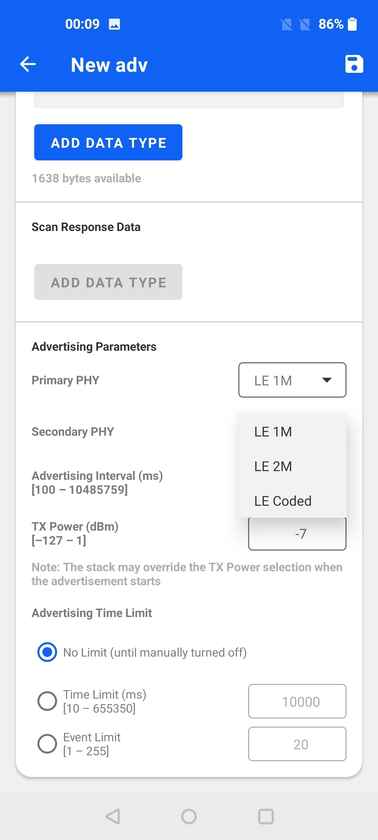 00:09
86%
New adv
ADD DATA TYPE
1638 bytes available
Scan Response Data
ADD DATA TYPE
Advertising Parameters
Primary PHY
LE 1M
Secondary PHY
LE 1M
LE 2M
LE Coded
Advertising Interval (ms)
[100 – 10485759]
TX Power (dBm)
[–127 – 1]
-7
Note: The stack may override the TX Power selection when
the advertisement starts
Advertising Time Limit
No Limit (until manually turned off)
Time Limit (ms)
[10 – 655350]
10000
Event Limit
[1 – 255]
20